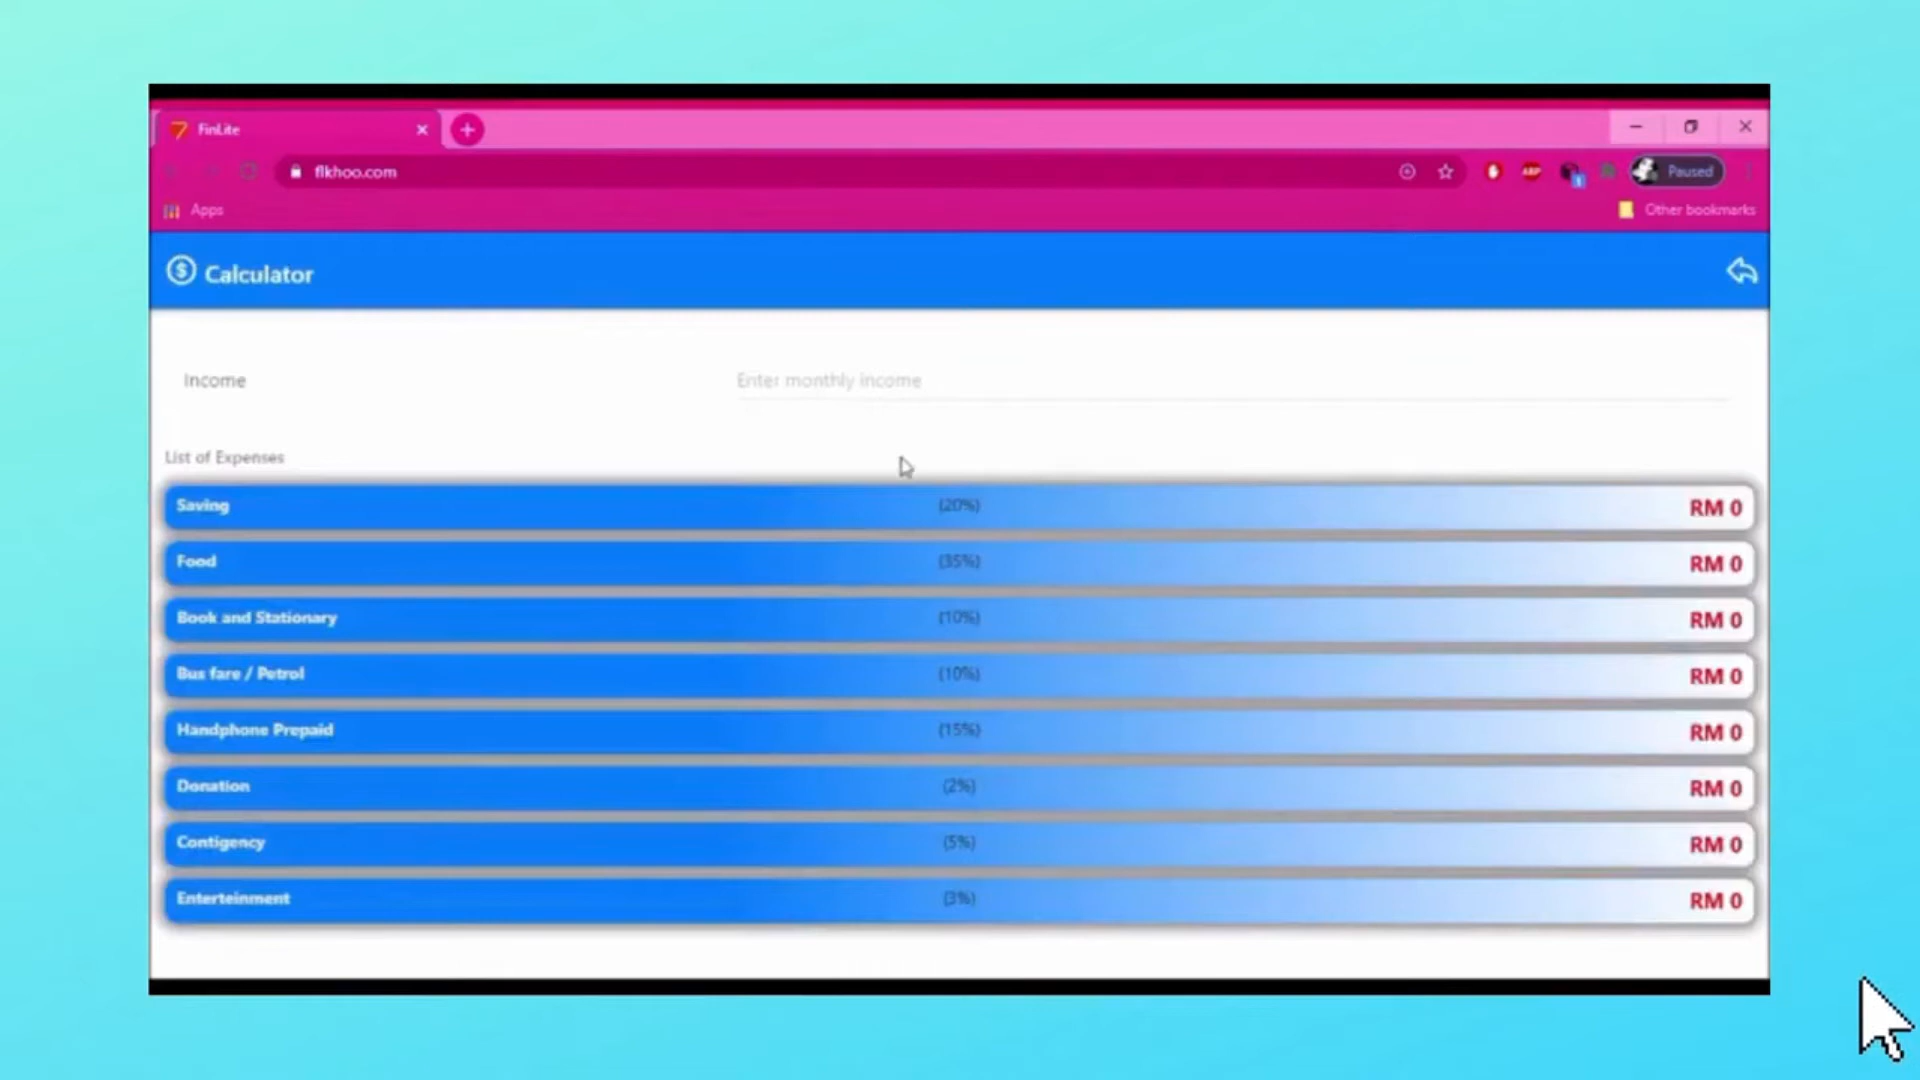 FinLite
flkhoo.com
ABP
1
Paused
Apps
Other bookmarks
Calculator
Income
Enter monthly income
List of Expenses
Saving (20%) RM 0
Food (35%) RM 0
Book and Stationary (10%) RM 0
Bus fare / Petrol (10%) RM 0
Handphone Prepaid (15%) RM 0
Donation (2%) RM 0
Contigency (5%) RM 0
Enterteinment (3%) RM 0